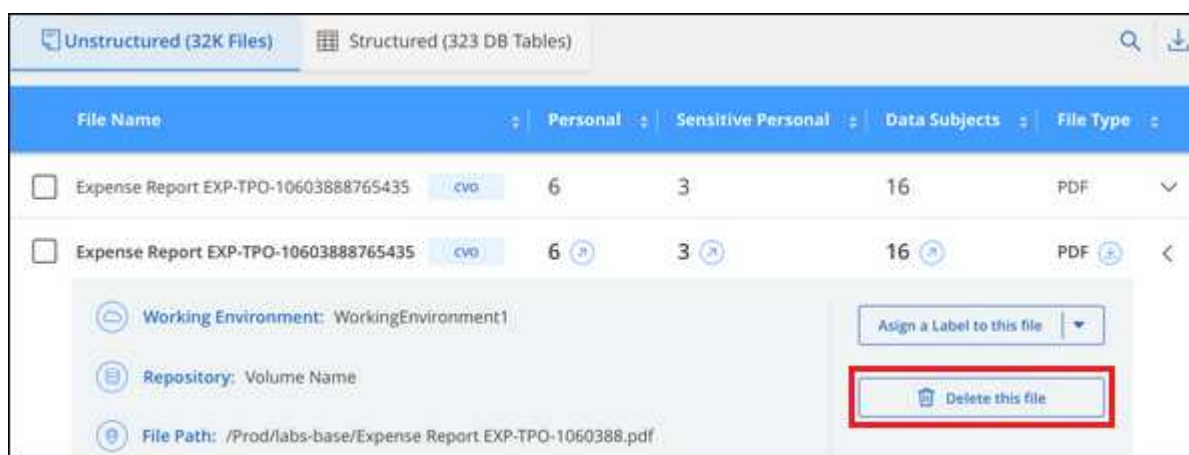 Unstructured (32K Files) Structured (323 DB Tables)
File Name Personal Sensitive Personal Data Subjects File Type
Expense Report EXP-TPO-10603888765435 CVO 6 3 16 PDF
Expense Report EXP-TPO-10603888765435 CVO 6 3 16 PDF
Working Environment: WorkingEnvironment1
Asign a Label to this file
Repository: Volume Name
Delete this file
File Path: /Prod/labs-base/Expense Report EXP-TPO-1060388.pdf